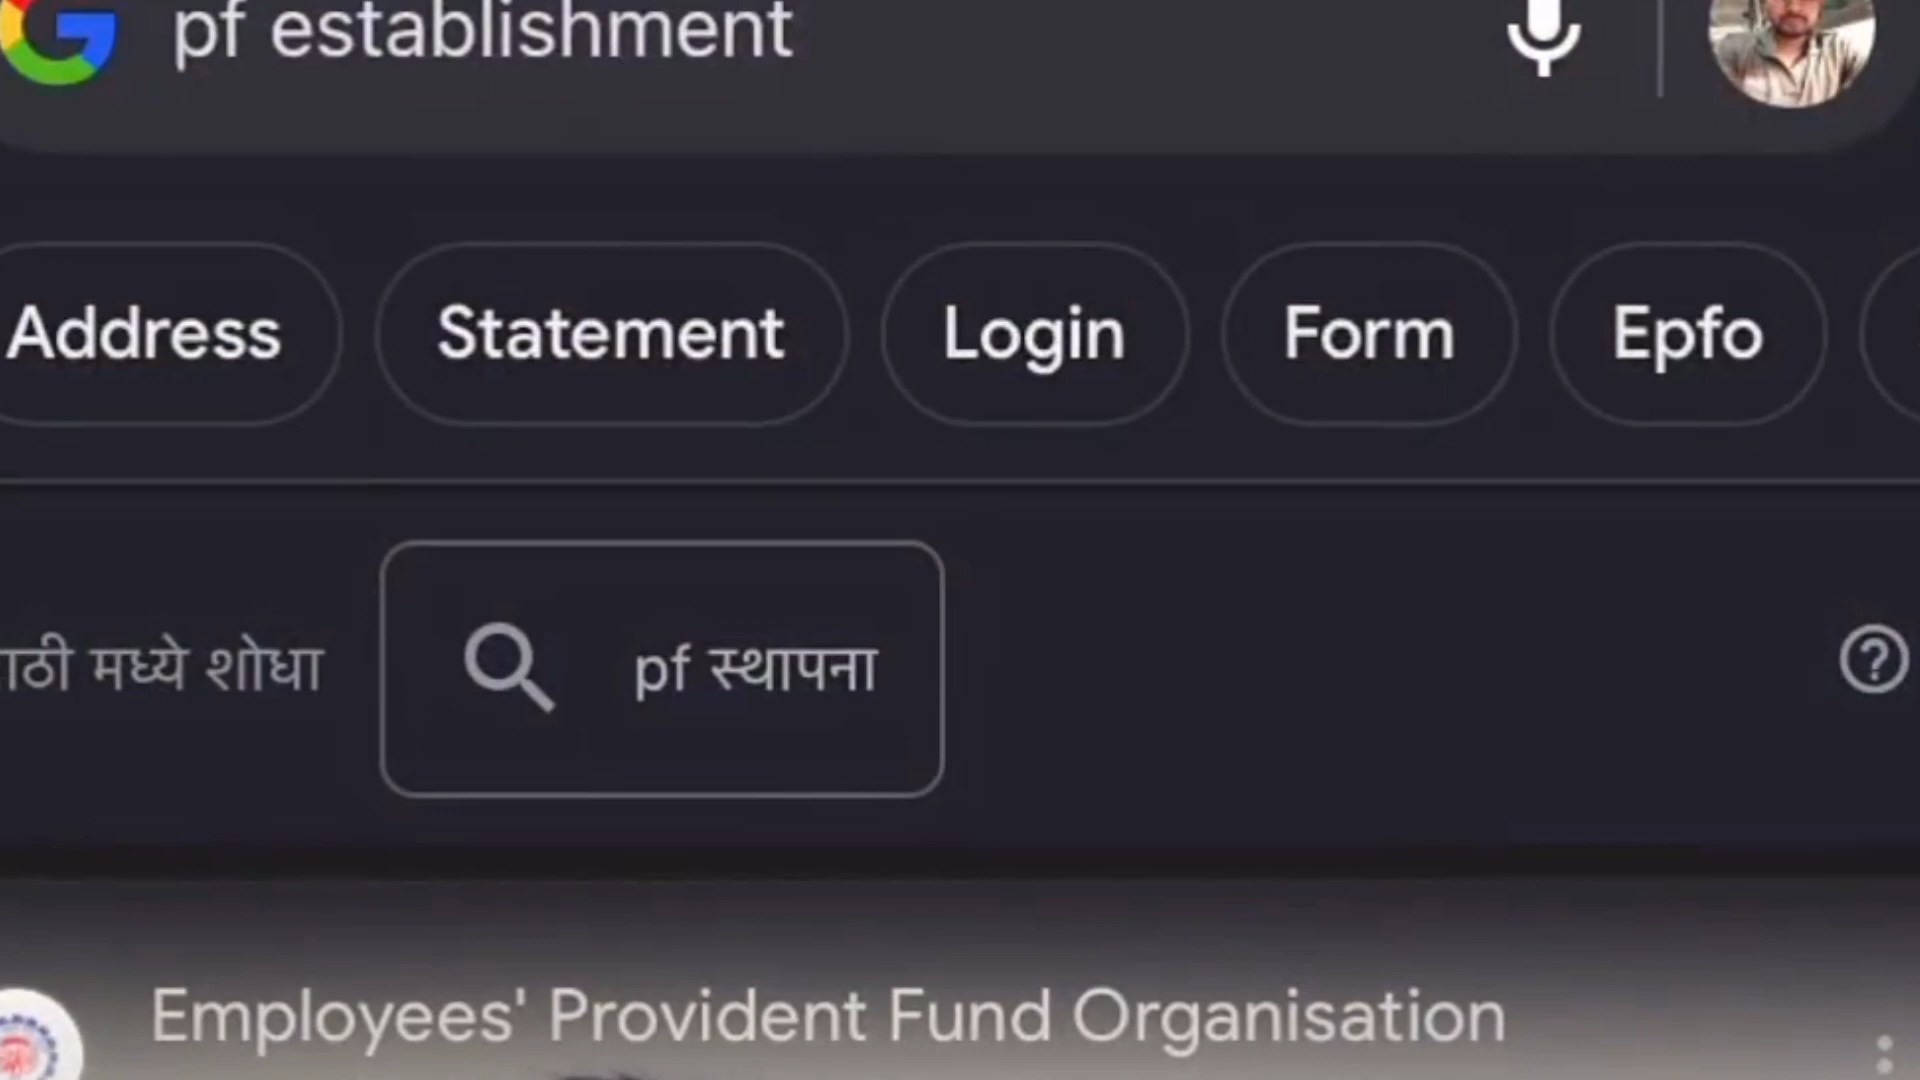 pf establishment
Address Statement Login Form Epfo
मध्ये शोधा pf स्थापना
Employees' Provident Fund Organisation